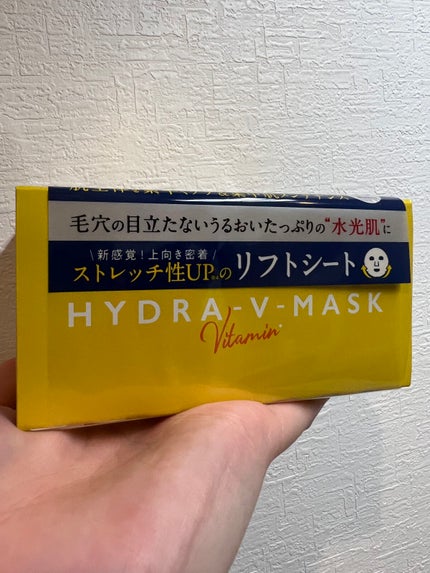 毛穴の目立たないうるおいたっぷりの"水光肌"に
新感覚!上向き密着
ストレッチ性UP※4のリフトシート
HYDRA-V-MASK
Vitamin*